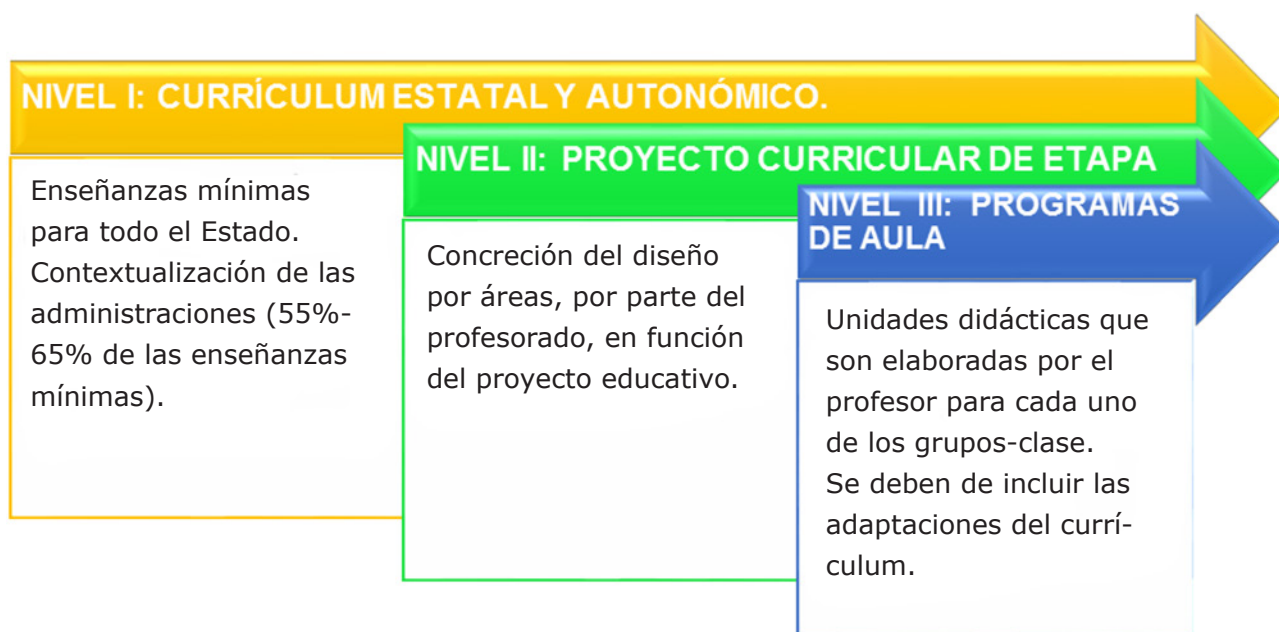 NIVEL I: CURRÍCULUM ESTATAL Y AUTONÓMICO.
Enseñanzas mínimas
para todo el Estado.
Contextualización de las
administraciones (55%-
65% de las enseñanzas
mínimas).
NIVEL II: PROYECTO CURRICULAR DE ETAPA
Concreción del diseño
por áreas, por parte del
profesorado, en función
del proyecto educativo.
NIVEL III: PROGRAMAS
DE AULA
Unidades didácticas que
son elaboradas por el
profesor para cada uno
de los grupos-clase.
Se deben de incluir las
adaptaciones del currí-
culum.